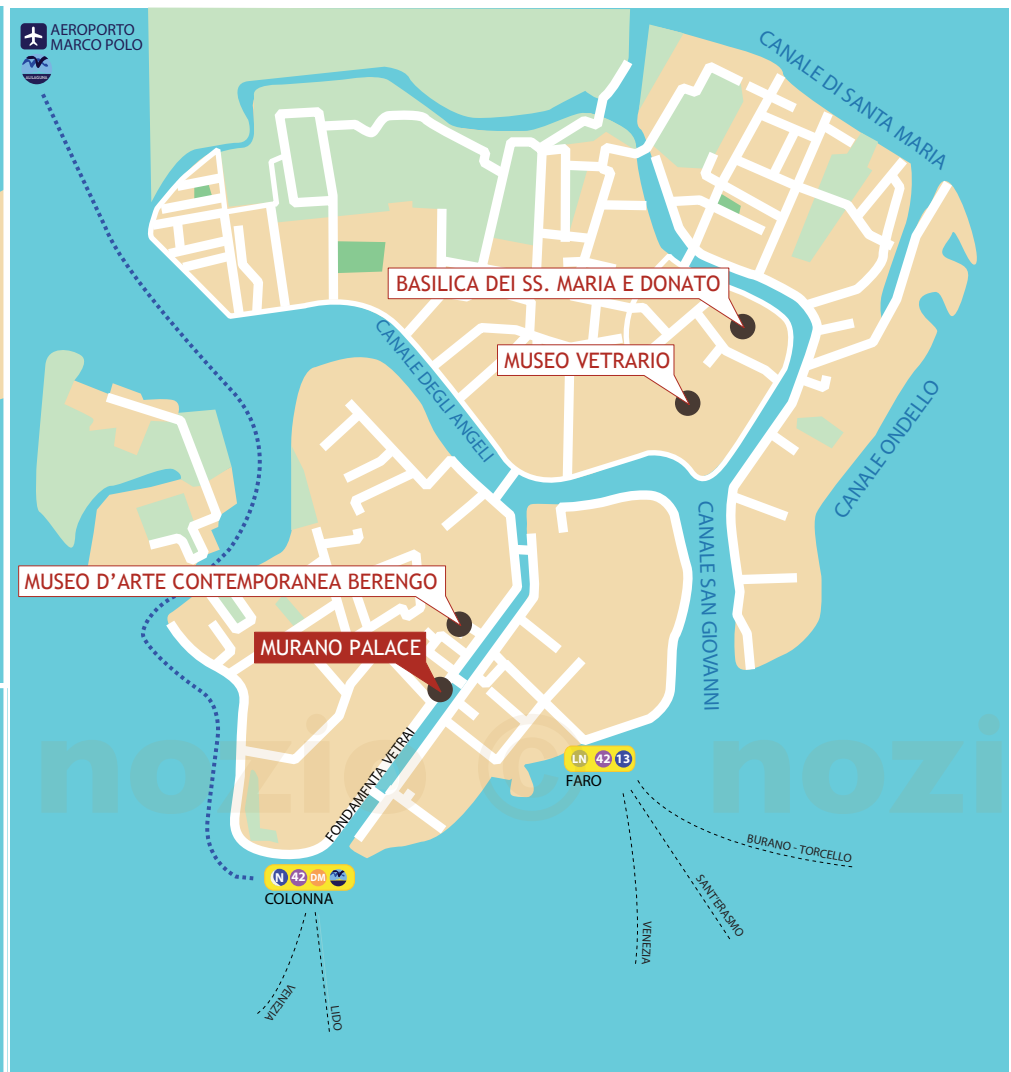 AEROPORTO
MARCO POLO
ALILAGUNA
CANALE DI SANTA MARIA
BASILICA DEI SS. MARIA E DONATO
MUSEO VETRARIO
CANALE DEGLI ANGELI
CANALE ONDELLO
CANALE SAN GIOVANNI
MUSEO D'ARTE CONTEMPORANEA BERENGO
MURANO PALACE
FONDAMENTA VETRAI
nozio © nozi
LN 42 13
FARO
BURANO - TORCELLO
SANT'ERASMO
VENEZIA
N 42 DM
COLONNA
VENEZIA
LIDO